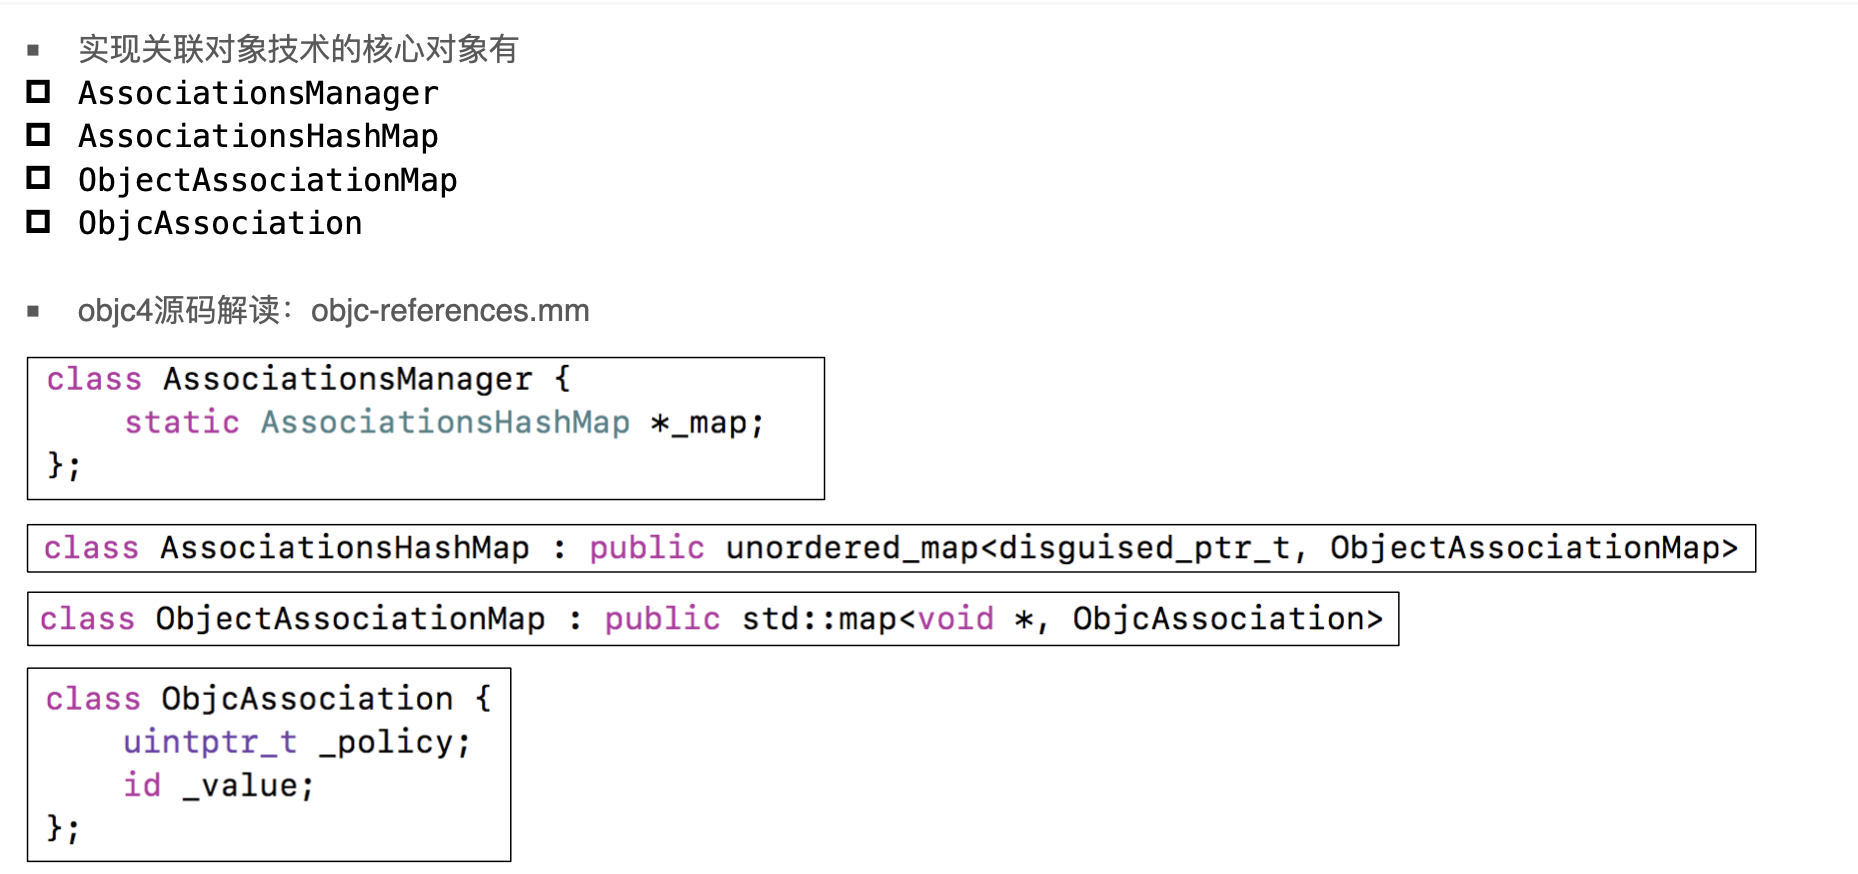 ▪ 实现关联对象技术的核心对象有
AssociationsManager
AssociationsHashMap
ObjectAssociationMap
ObjcAssociation
▪ objc4源码解读：objc-references.mm
class AssociationsManager {
    static AssociationsHashMap *_map;
};
class AssociationsHashMap : public unordered_map<disguised_ptr_t, ObjectAssociationMap>
class ObjectAssociationMap : public std::map<void *, ObjcAssociation>
class ObjcAssociation {
    uintptr_t _policy;
    id _value;
};